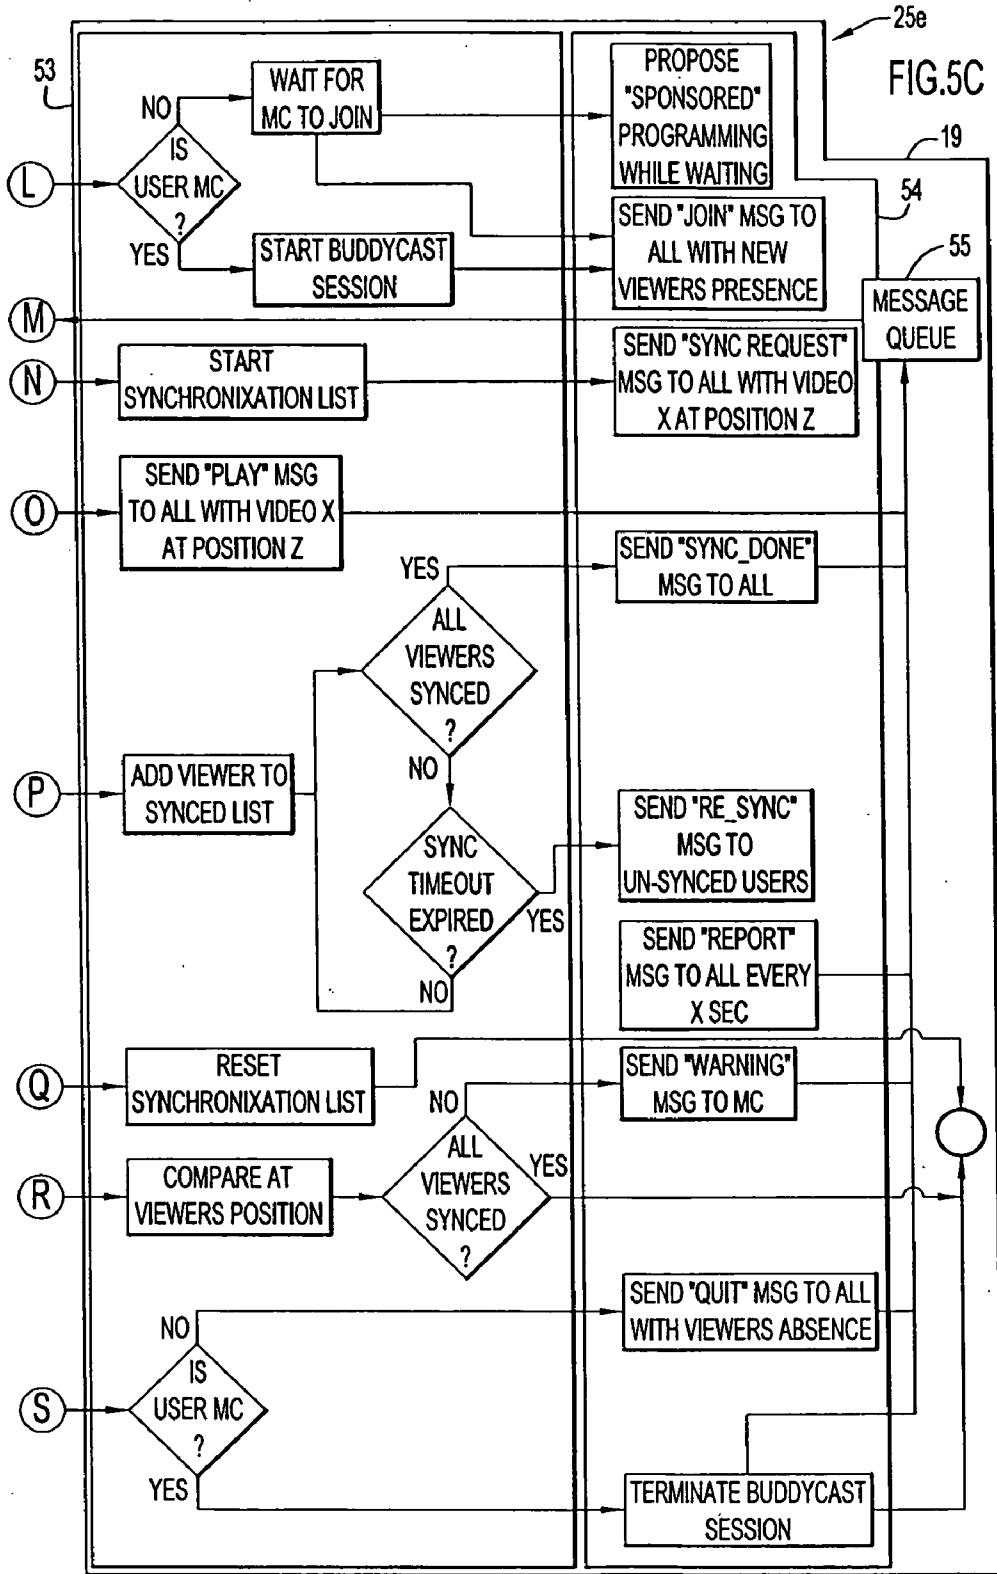 25e
FIG.5C
53
19
54
55
L
IS
USER MC
?
NO
YES
WAIT FOR
MC TO JOIN
PROPOSE
"SPONSORED"
PROGRAMMING
WHILE WAITING
START BUDDYCAST
SESSION
SEND "JOIN" MSG TO
ALL WITH NEW
VIEWERS PRESENCE
M
MESSAGE
QUEUE
N
START
SYNCHRONIXATION LIST
SEND "SYNC REQUEST"
MSG TO ALL WITH VIDEO
X AT POSITION Z
O
SEND "PLAY" MSG
TO ALL WITH VIDEO X
AT POSITION Z
YES
SEND "SYNC_DONE"
MSG TO ALL
ALL
VIEWERS
SYNCED
?
NO
P
ADD VIEWER TO
SYNCED LIST
SYNC
TIMEOUT
EXPIRED
?
YES
NO
SEND "RE_SYNC"
MSG TO
UN-SYNCED USERS
SEND "REPORT"
MSG TO ALL EVERY
X SEC
Q
RESET
SYNCHRONIXATION LIST
NO
SEND "WARNING"
MSG TO MC
R
COMPARE AT
VIEWERS POSITION
ALL
VIEWERS
SYNCED
?
YES
SEND "QUIT" MSG TO ALL
WITH VIEWERS ABSENCE
NO
S
IS
USER MC
?
YES
TERMINATE BUDDYCAST
SESSION